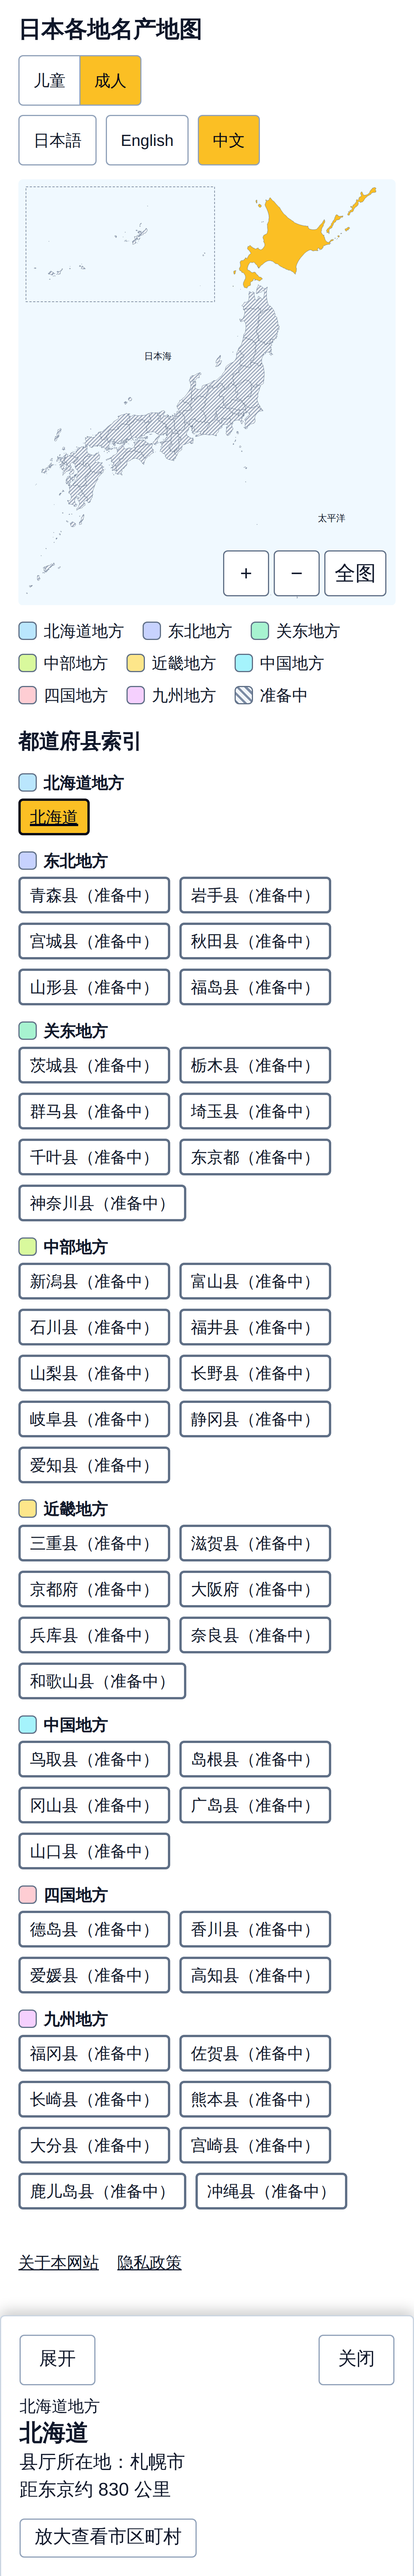 日本各地名产地图
儿童 成人
日本語 English 中文
日本海
太平洋
+ − 全图
北海道地方 东北地方 关东地方
中部地方 近畿地方 中国地方
四国地方 九州地方 准备中
都道府县索引
北海道地方
北海道
东北地方
青森县（准备中） 岩手县（准备中）
宫城县（准备中） 秋田县（准备中）
山形县（准备中） 福岛县（准备中）
关东地方
茨城县（准备中） 栃木县（准备中）
群马县（准备中） 埼玉县（准备中）
千叶县（准备中） 东京都（准备中）
神奈川县（准备中）
中部地方
新潟县（准备中） 富山县（准备中）
石川县（准备中） 福井县（准备中）
山梨县（准备中） 长野县（准备中）
岐阜县（准备中） 静冈县（准备中）
爱知县（准备中）
近畿地方
三重县（准备中） 滋贺县（准备中）
京都府（准备中） 大阪府（准备中）
兵库县（准备中） 奈良县（准备中）
和歌山县（准备中）
中国地方
鸟取县（准备中） 岛根县（准备中）
冈山县（准备中） 广岛县（准备中）
山口县（准备中）
四国地方
德岛县（准备中） 香川县（准备中）
爱媛县（准备中） 高知县（准备中）
九州地方
福冈县（准备中） 佐贺县（准备中）
长崎县（准备中） 熊本县（准备中）
大分县（准备中） 宫崎县（准备中）
鹿儿岛县（准备中） 冲绳县（准备中）
关于本网站 隐私政策
展开 关闭
北海道地方
北海道
县厅所在地：札幌市
距东京约 830 公里
放大查看市区町村